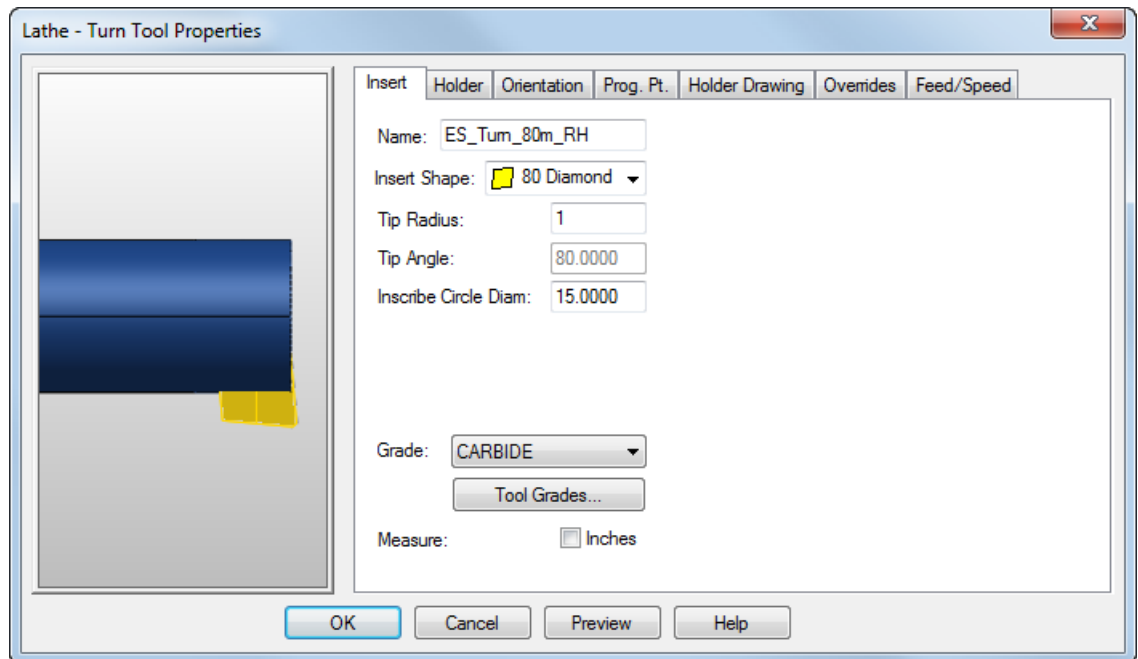 Lathe - Turn Tool Properties
Insert Holder Orientation Prog. Pt. Holder Drawing Overrides Feed/Speed
Name: ES_Turn_80m_RH
Insert Shape: 80 Diamond
Tip Radius: 1
Tip Angle: 80.0000
Inscribe Circle Diam: 15.0000
Grade: CARBIDE
Tool Grades...
Measure: Inches
OK Cancel Preview Help